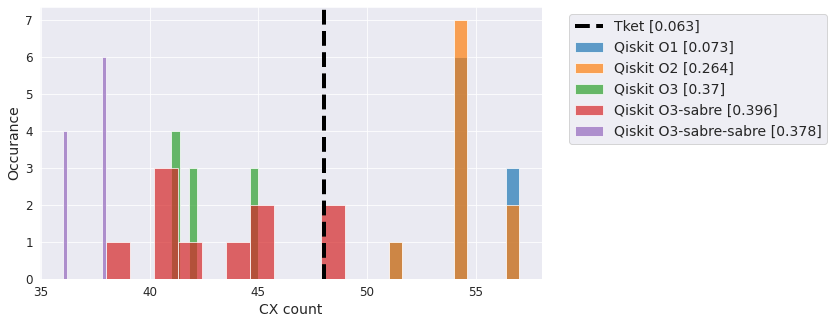 7
6
5
4
3
2
1
0
Occurance
35
40
45
50
55
CX count
Tket [0.063]
Qiskit O1 [0.073]
Qiskit O2 [0.264]
Qiskit O3 [0.37]
Qiskit O3-sabre [0.396]
Qiskit O3-sabre-sabre [0.378]